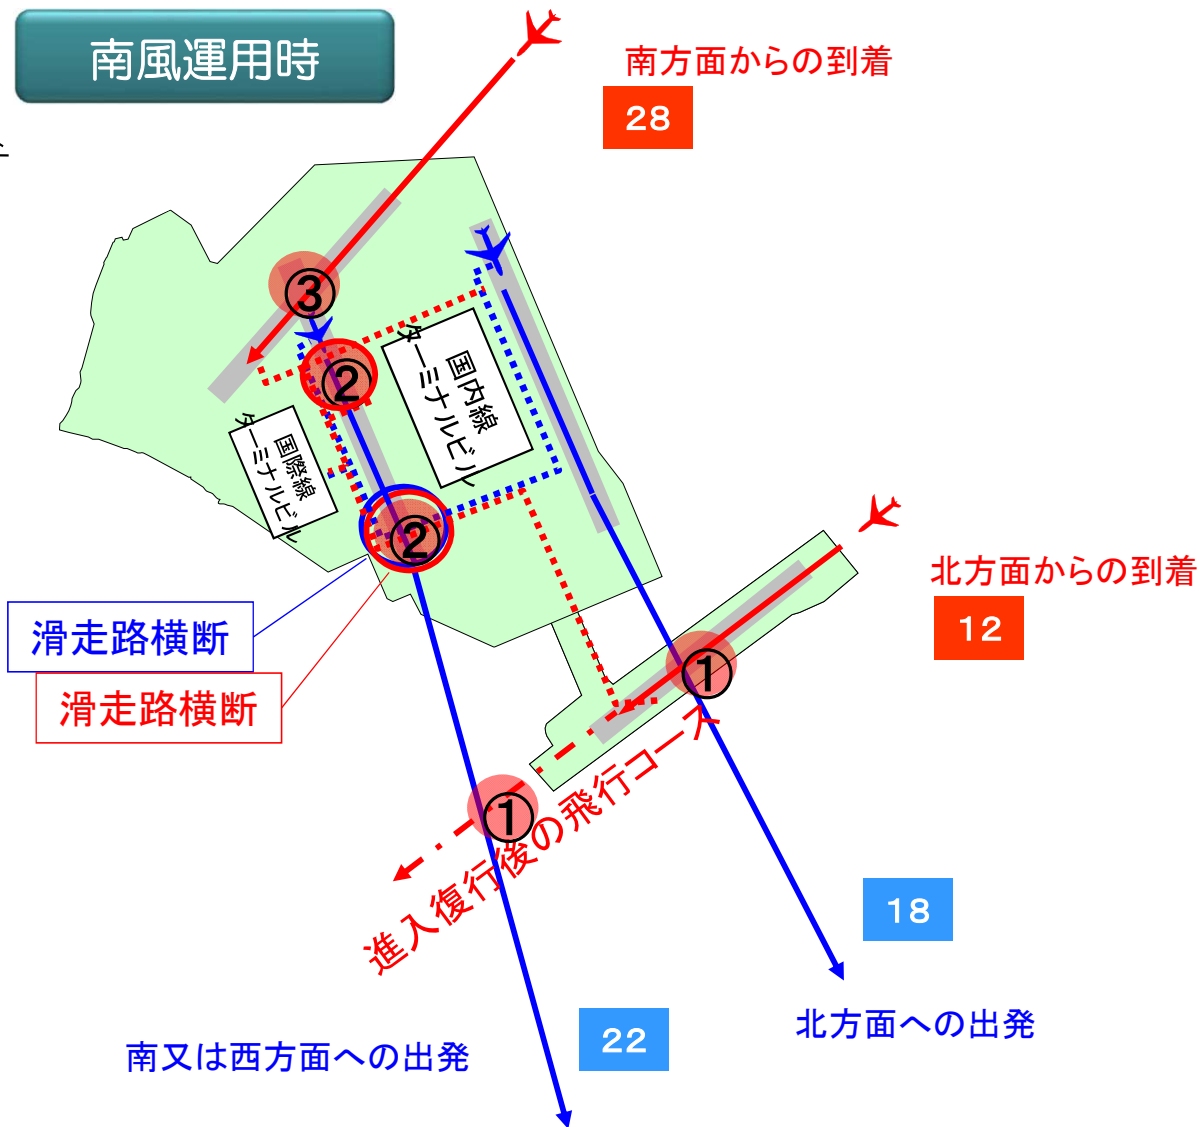 南風運用時
南方面からの到着
28
③
②
国内線
ターミナルビル
国際線
ターミナルビル
②
北方面からの到着
12
滑走路横断
滑走路横断
①
①
進入復行後の飛行コース
18
北方面への出発
22
南又は西方面への出発